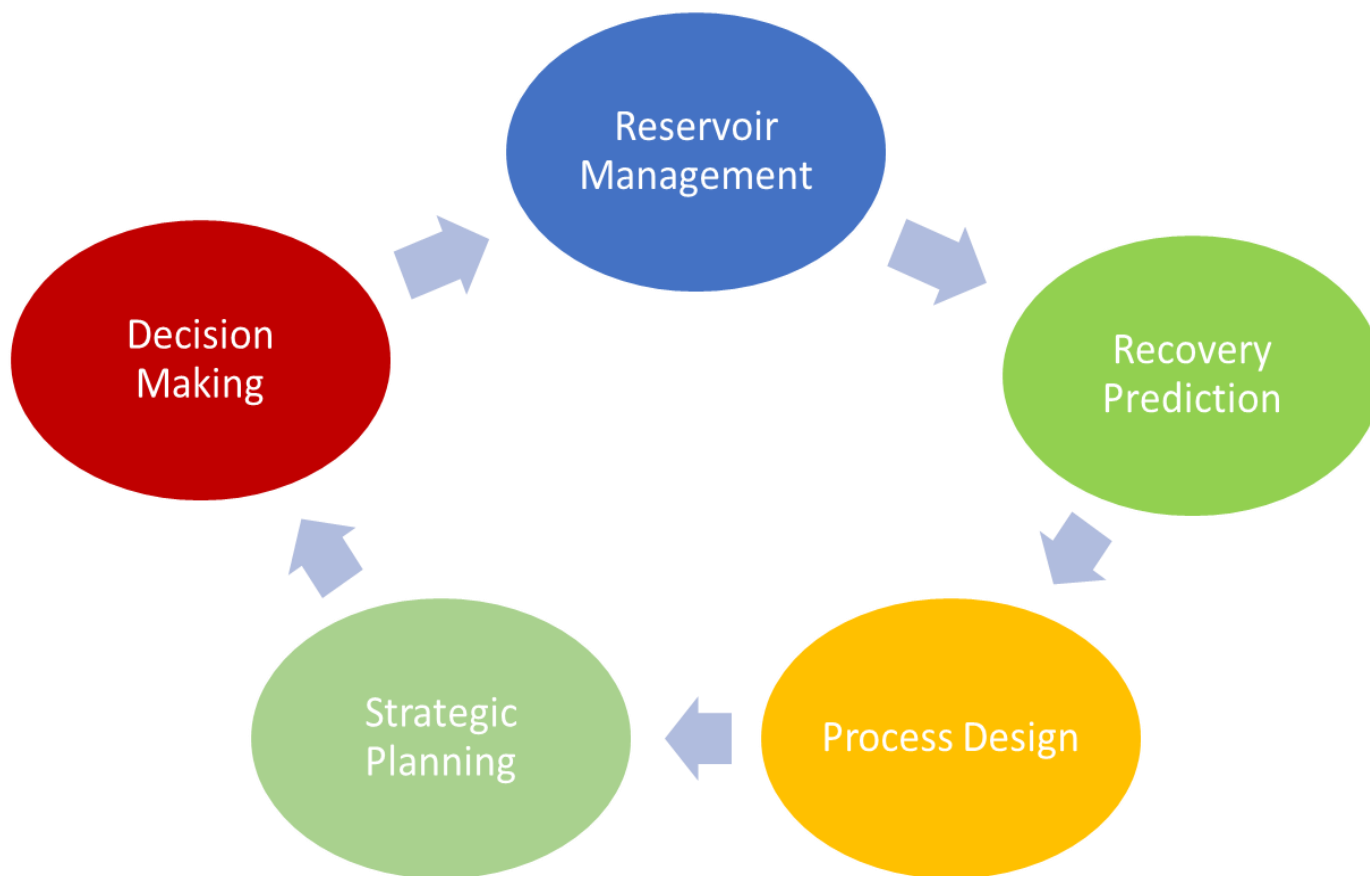 Reservoir
Management
Recovery
Prediction
Process Design
Strategic
Planning
Decision
Making